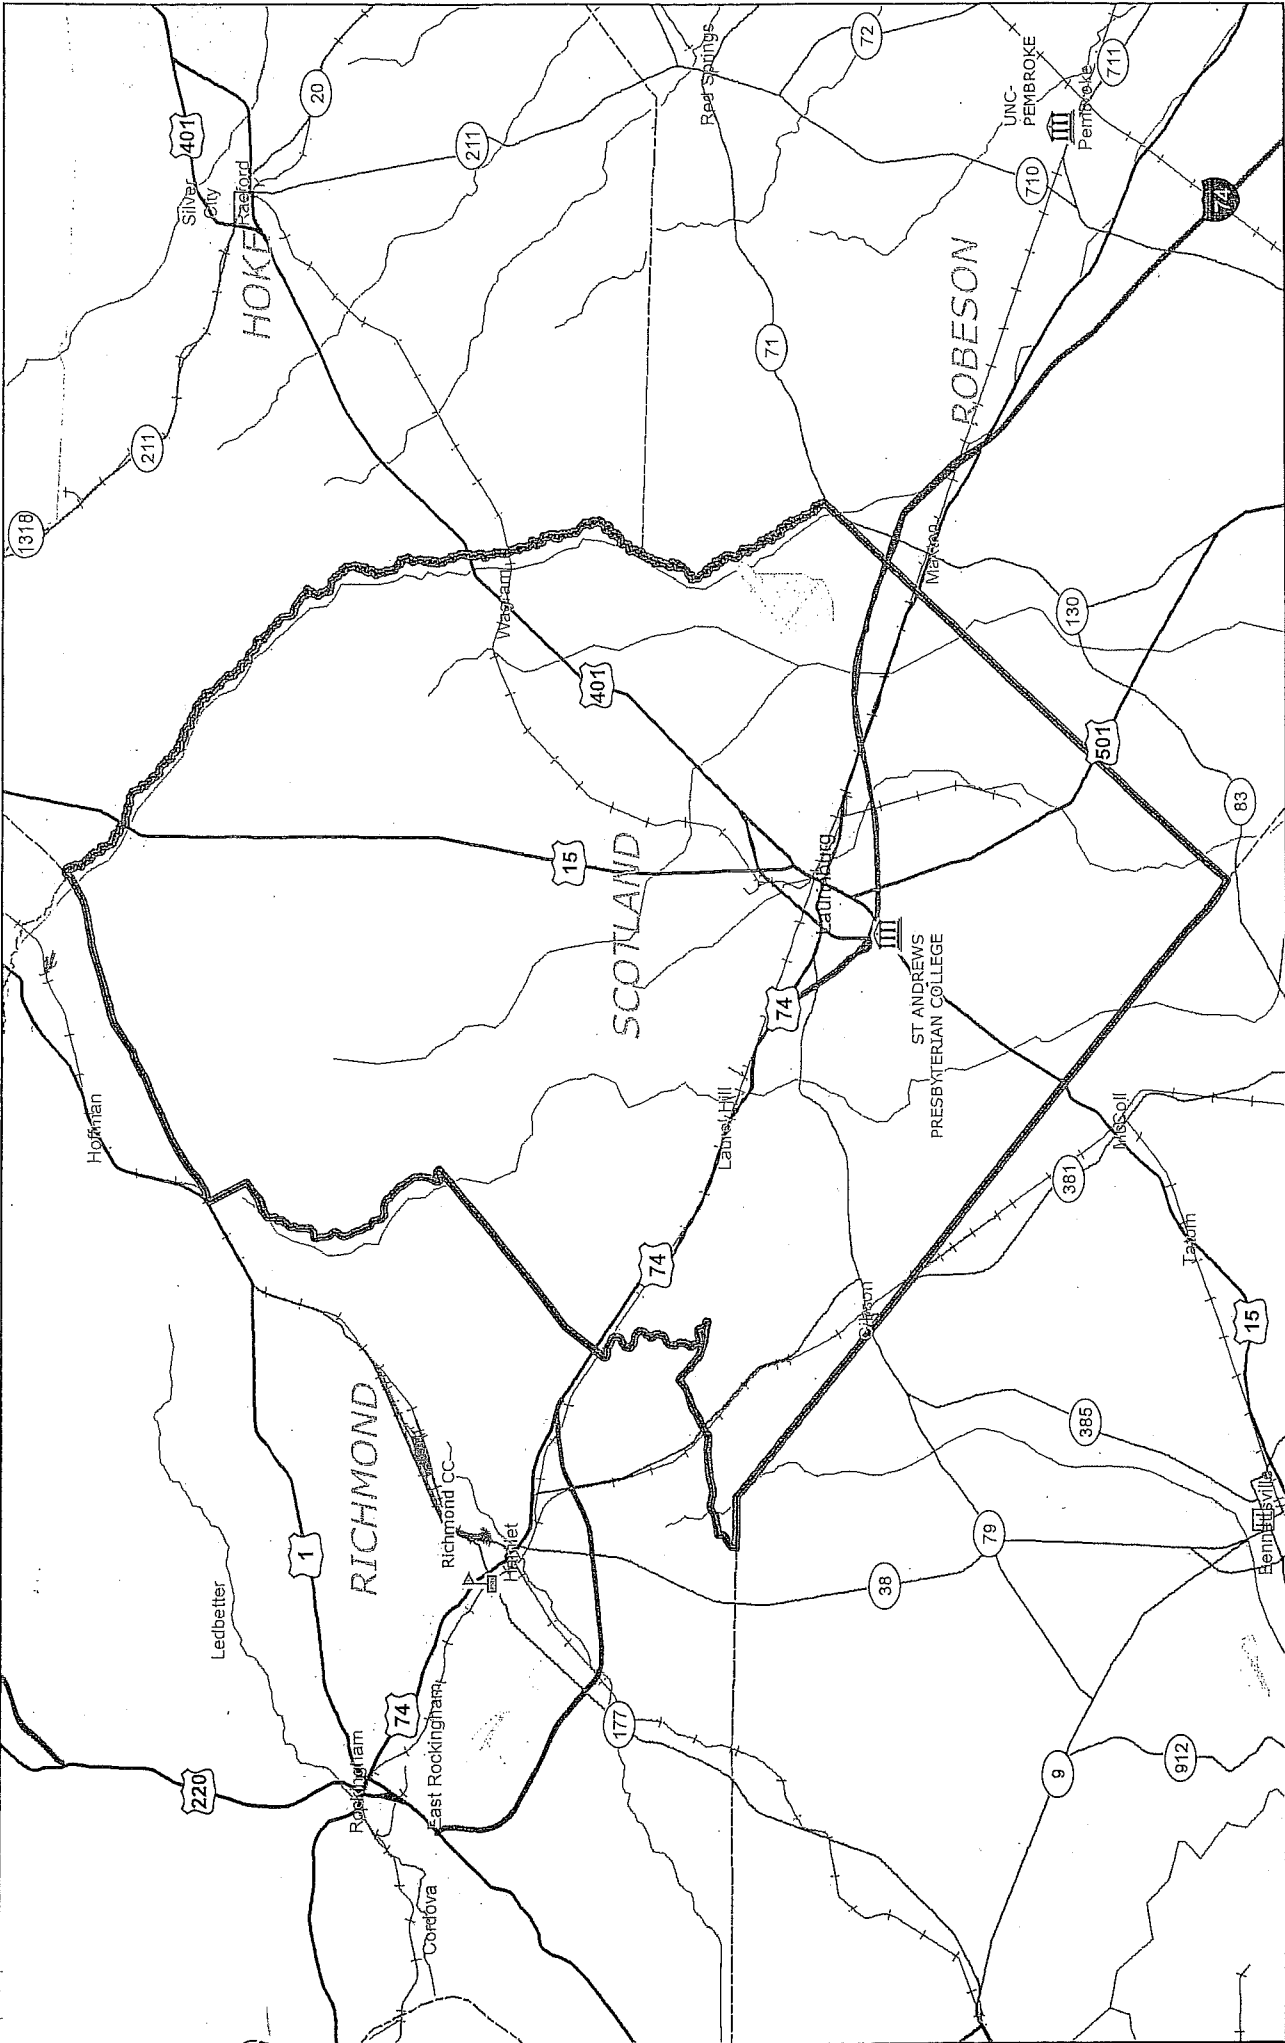 1318
211
HOKE
Raeford
Silver
City
401
20
211
Red Springs
72
UNC-
PEMBROKE
Pembroke
711
710
74
ROBESON
71
Maxton
130
Wagram
401
501
83
15
SCOTLAND
Laurinburg
ST ANDREWS
PRESBYTERIAN COLLEGE
74
Laurel Hill
Hoffman
74
McColl
381
Tatum
15
Gibson
385
Bennettsville
79
38
RICHMOND
Richmond CC
Hamlet
1
Ledbetter
74
Rockingham
East Rockingham
220
Cordova
177
9
912